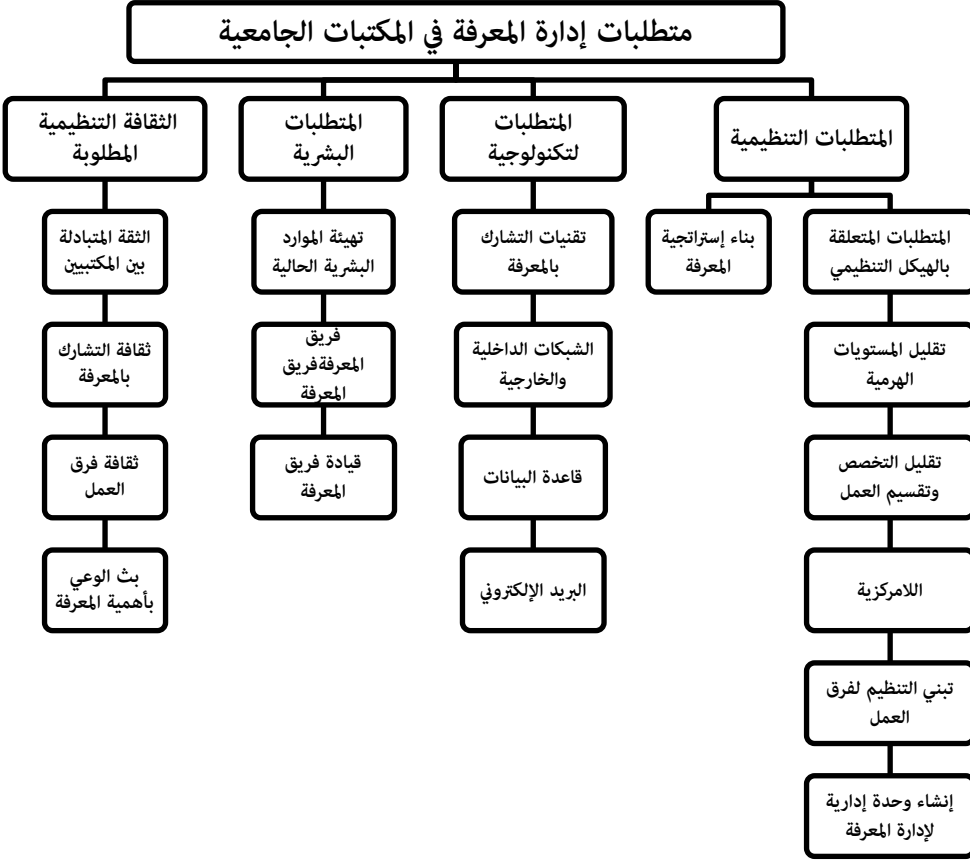 متطلبات إدارة المعرفة في المكتبات الجامعية
المتطلبات التنظيمية
المتطلبات
لتكنولوجية
المتطلبات
البشرية
الثقافة التنظيمية
المطلوبة
المتطلبات المتعلقة
بالهيكل التنظيمي
بناء إستراتجية
المعرفة
تقنيات التشارك
بالمعرفة
تهيئة الموارد
البشرية الحالية
الثقة المتبادلة
بين المكتبيين
تقليل المستويات
الهرمية
الشبكات الداخلية
والخارجية
فريق
المعرفةفريق
المعرفة
ثقافة التشارك
بالمعرفة
تقليل التخصص
وتقسيم العمل
قاعدة البيانات
قيادة فريق
المعرفة
ثقافة فرق
العمل
اللامركزية
البريد الإلكتروني
بث الوعي
بأهمية المعرفة
تبني التنظيم لفرق
العمل
إنشاء وحدة إدارية
لإدارة المعرفة